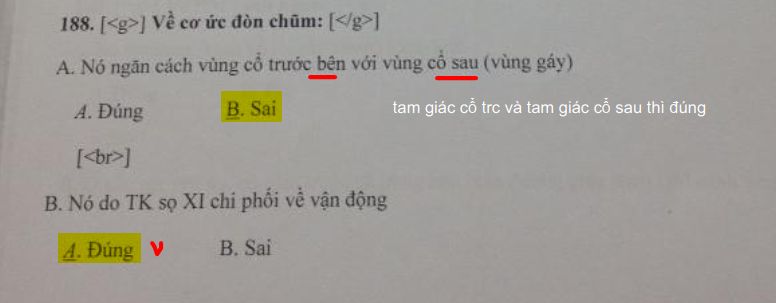 188. [<g>] Về cơ ức đòn chũm: [</g>]
A. Nó ngăn cách vùng cổ trước bên với vùng cổ sau (vùng gáy)
A. Đúng B. Sai tam giác cổ trc và tam giác cổ sau thì đúng
[<br>]
B. Nó do TK sọ XI chi phối về vận động
A. Đúng v B. Sai